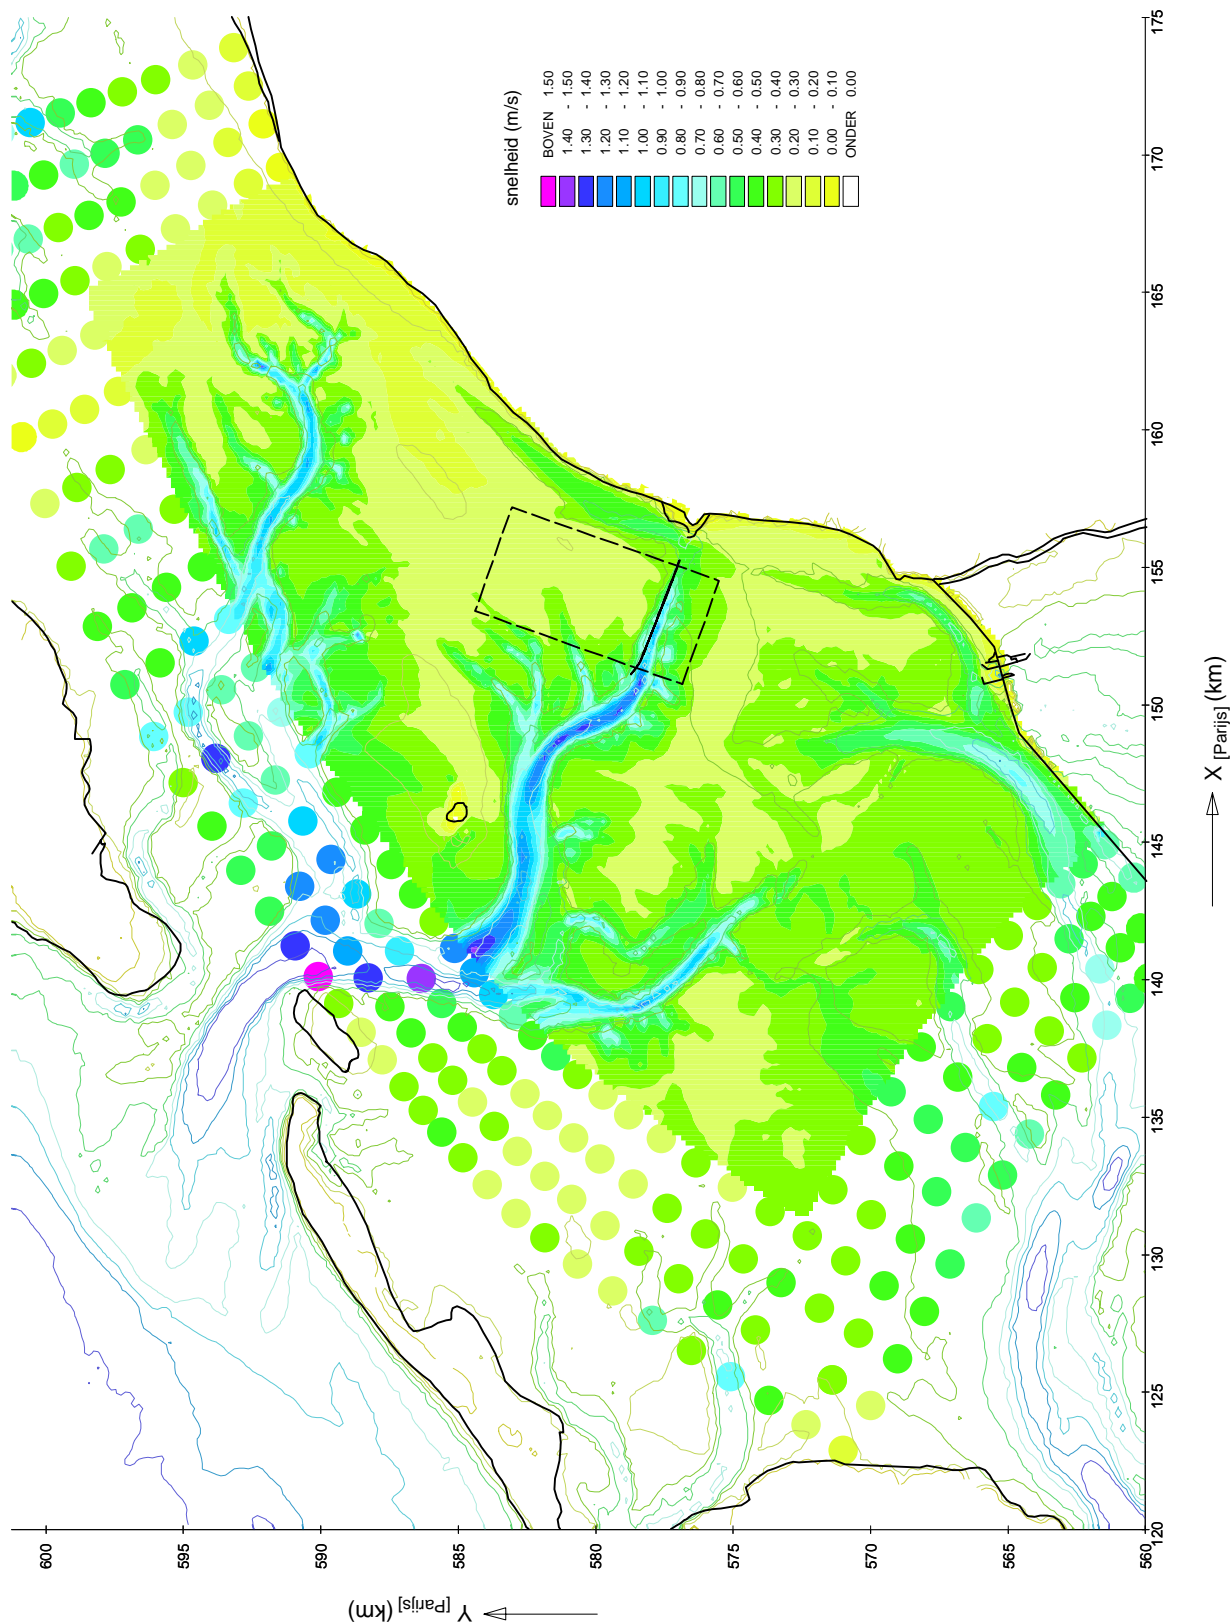 snelheid (m/s)
BOVEN 1.50
1.40 - 1.50
1.30 - 1.40
1.20 - 1.30
1.10 - 1.20
1.00 - 1.10
0.90 - 1.00
0.80 - 0.90
0.70 - 0.80
0.60 - 0.70
0.50 - 0.60
0.40 - 0.50
0.30 - 0.40
0.20 - 0.30
0.10 - 0.20
0.00 - 0.10
ONDER 0.00
175
170
165
160
155
150
145
140
135
130
125
120
X [Parijs] (km)
600
595
590
585
580
575
570
565
560
Y [Parijs] (km)